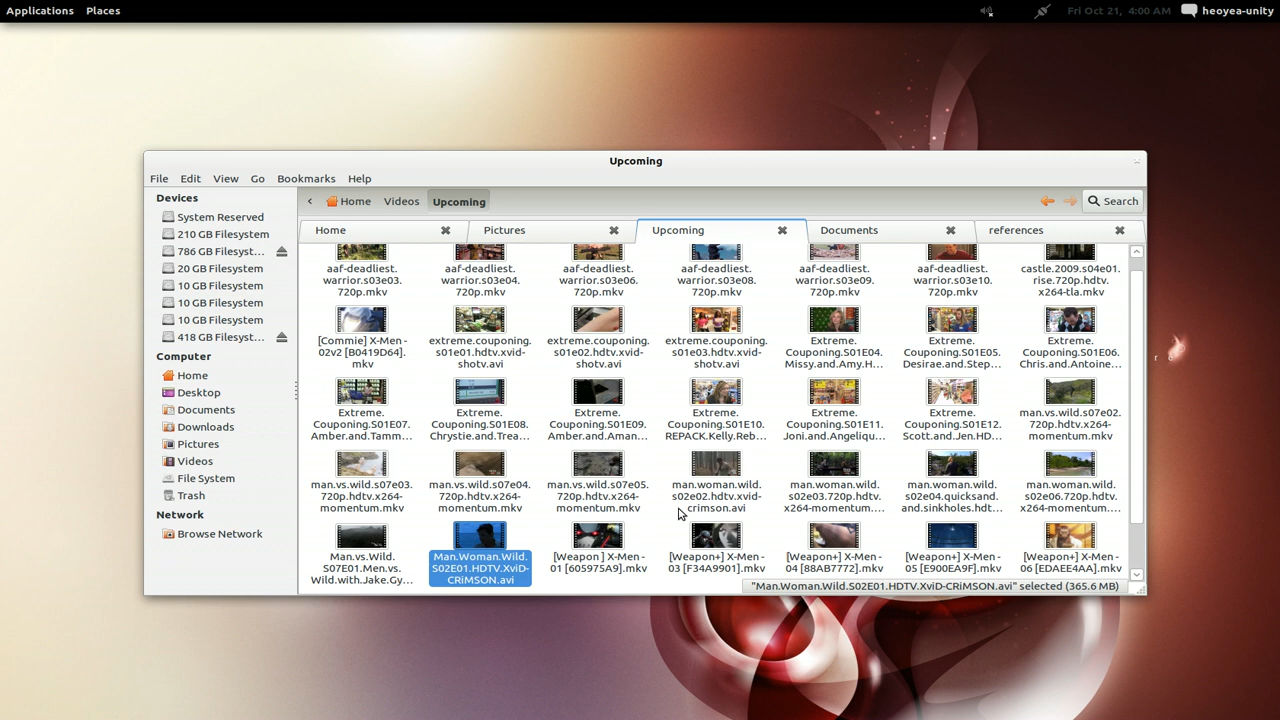 Applications Places Fri Oct 21, 4:00 AM heoyea-unity
Upcoming
File Edit View Go Bookmarks Help
Devices
System Reserved
210 GB Filesystem
786 GB Filesyst...
20 GB Filesystem
10 GB Filesystem
10 GB Filesystem
10 GB Filesystem
418 GB Filesyst...
Computer
Home
Desktop
Documents
Downloads
Pictures
Videos
File System
Trash
Network
Browse Network
Home Videos Upcoming Search
Home Pictures Upcoming Documents references
aaf-deadliest. aaf-deadliest. aaf-deadliest. aaf-deadliest. aaf-deadliest. aaf-deadliest. castle.2009.s04e01.
warrior.s03e03. warrior.s03e04. warrior.s03e06. warrior.s03e08. warrior.s03e09. warrior.s03e10. rise.720p.hdtv.
720p.mkv 720p.mkv 720p.mkv 720p.mkv 720p.mkv 720p.mkv x264-tla.mkv
[Commie] X-Men - extreme.couponing. extreme.couponing. extreme.couponing. Extreme. Extreme. Extreme.
02v2 [B0419D64]. s01e01.hdtv.xvid- s01e02.hdtv.xvid- s01e03.hdtv.xvid- Couponing.S01E04. Couponing.S01E05. Couponing.S01E06.
mkv shotv.avi shotv.avi shotv.avi Missy.and.Amy.H... Desirae.and.Step... Chris.and.Antoine...
Extreme. Extreme. Extreme. Extreme. Extreme. Extreme. man.vs.wild.s07e02.
Couponing.S01E07. Couponing.S01E08. Couponing.S01E09. Couponing.S01E10. Couponing.S01E11. Couponing.S01E12. 720p.hdtv.x264-
Amber.and.Tamm... Chrystie.and.Trea... Amber.and.Aman... REPACK.Kelly.Reb... Joni.and.Angeliqu... Scott.and.Jen.HD... momentum.mkv
man.vs.wild.s07e03. man.vs.wild.s07e04. man.vs.wild.s07e05. man.woman.wild. man.woman.wild. man.woman.wild. man.woman.wild.
720p.hdtv.x264- 720p.hdtv.x264- 720p.hdtv.x264- s02e02.hdtv.xvid- s02e03.720p.hdtv. s02e04.quicksand. s02e06.720p.hdtv.
momentum.mkv momentum.mkv momentum.mkv crimson.avi x264-momentum.... and.sinkholes.hdt... x264-momentum....
Man.vs.Wild. Man.Woman.Wild. [Weapon ] X-Men - [Weapon+] X-Men - [Weapon+] X-Men - [Weapon+] X-Men - [Weapon+] X-Men -
S07E01.Men.vs. S02E01.HDTV.XviD- 01 [605975A9].mkv 03 [F34A9901].mkv 04 [88AB7772].mkv 05 [E900EA9F].mkv 06 [EDAEE4AA].mkv
Wild.with.Jake.Gy... CRiMSON.avi
"Man.Woman.Wild.S02E01.HDTV.XviD-CRiMSON.avi" selected (365.6 MB)